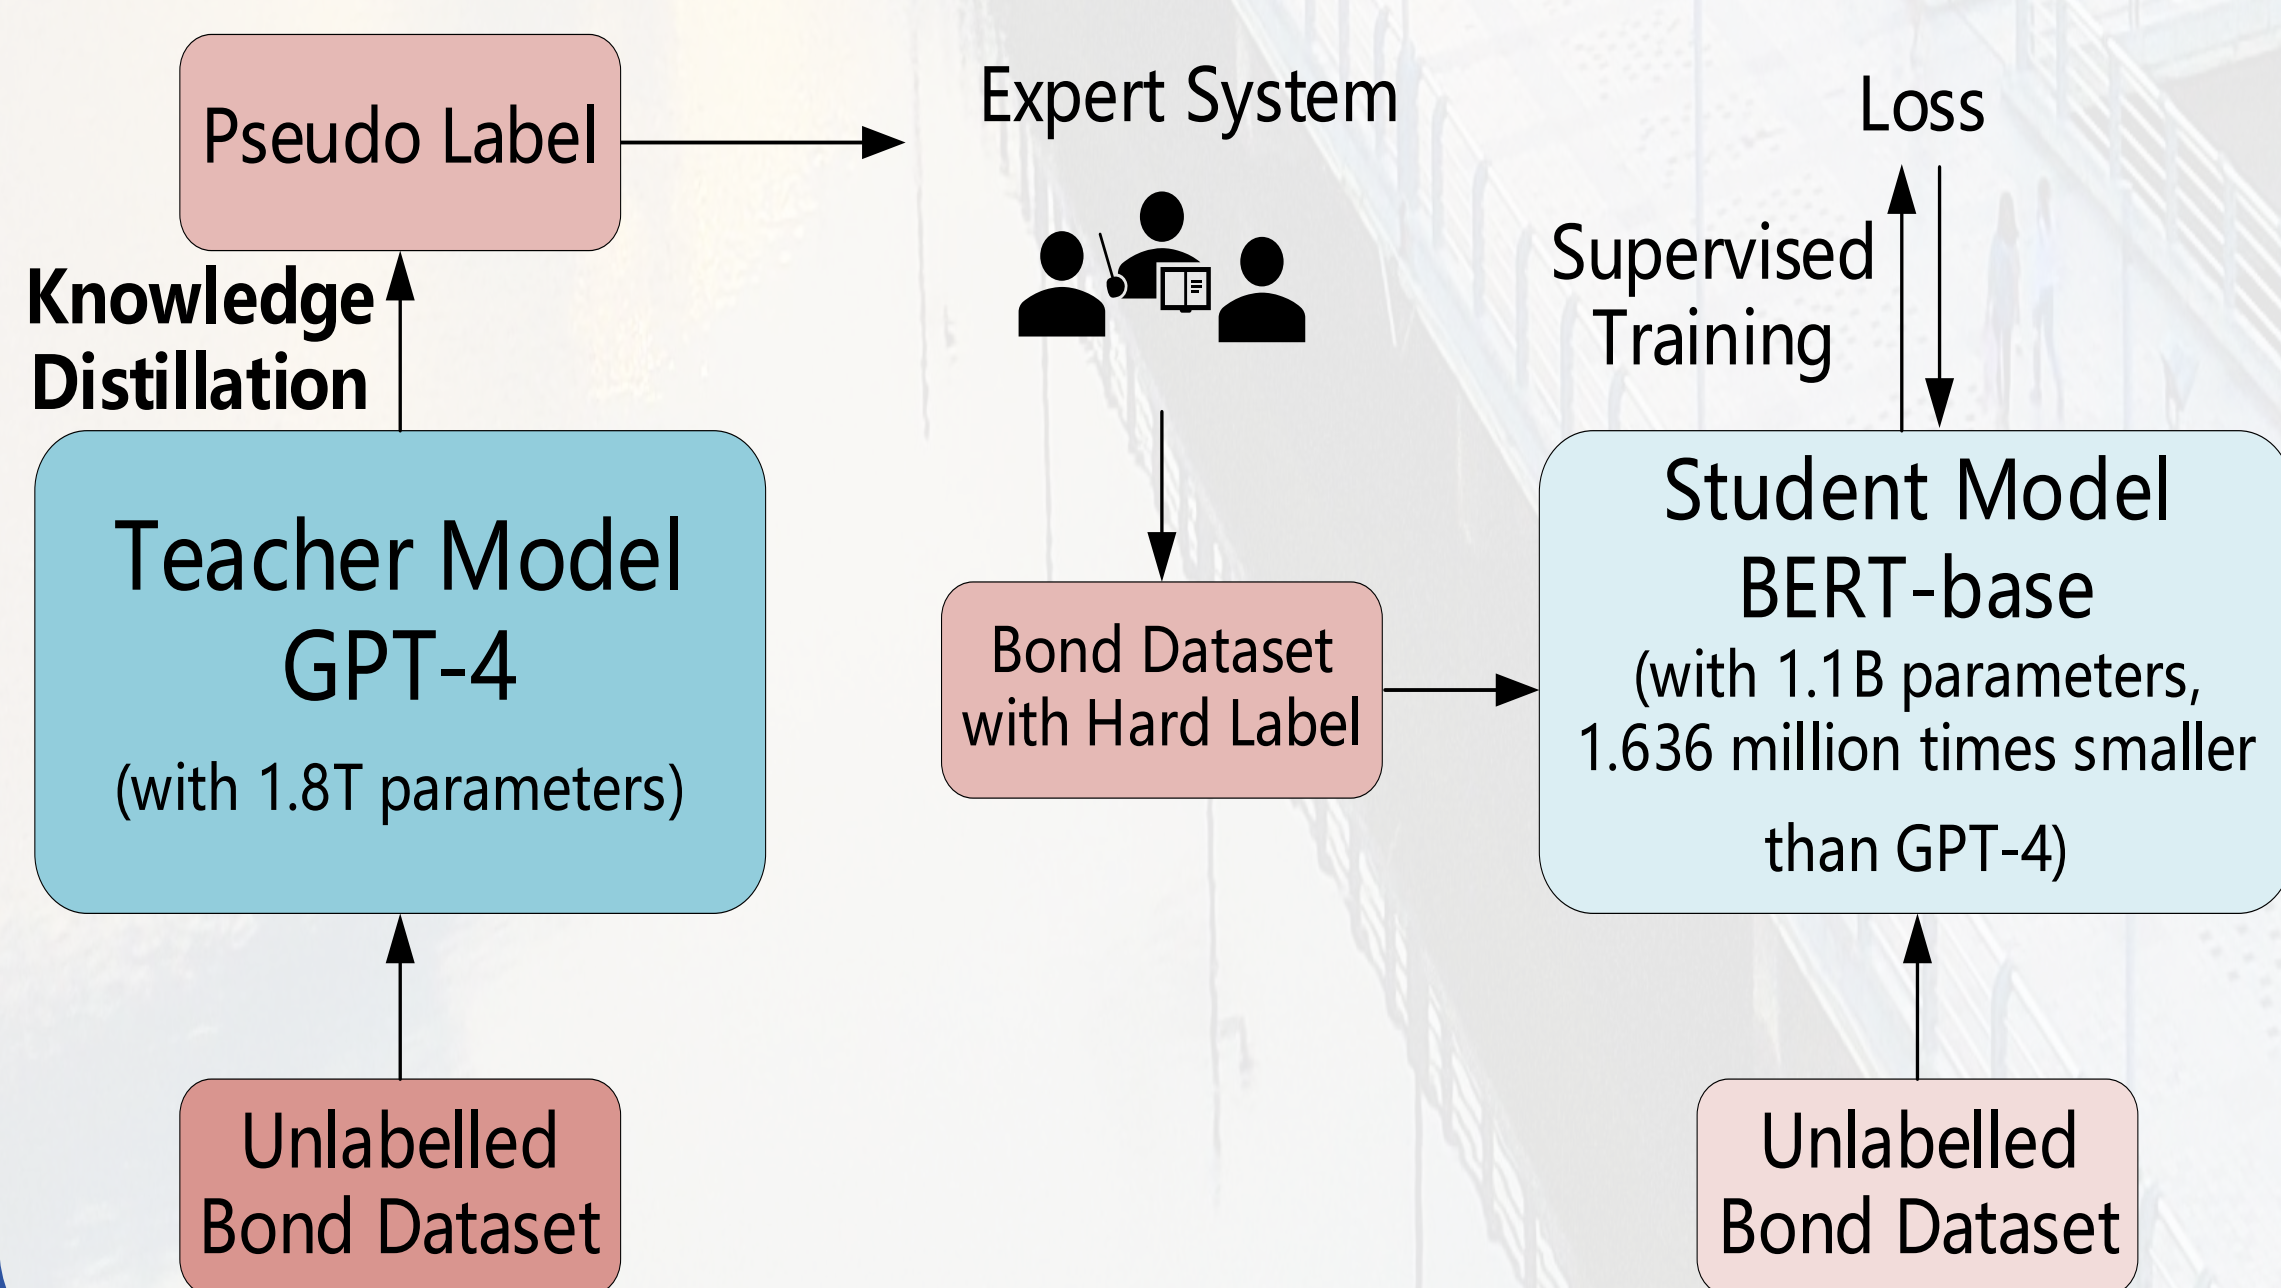 Pseudo Label
Expert System
Loss
Knowledge
Distillation
Supervised
Training
Teacher Model
GPT-4
(with 1.8T parameters)
Bond Dataset
with Hard Label
Student Model
BERT-base
(with 1.1B parameters,
1.636 million times smaller
than GPT-4)
Unlabelled
Bond Dataset
Unlabelled
Bond Dataset